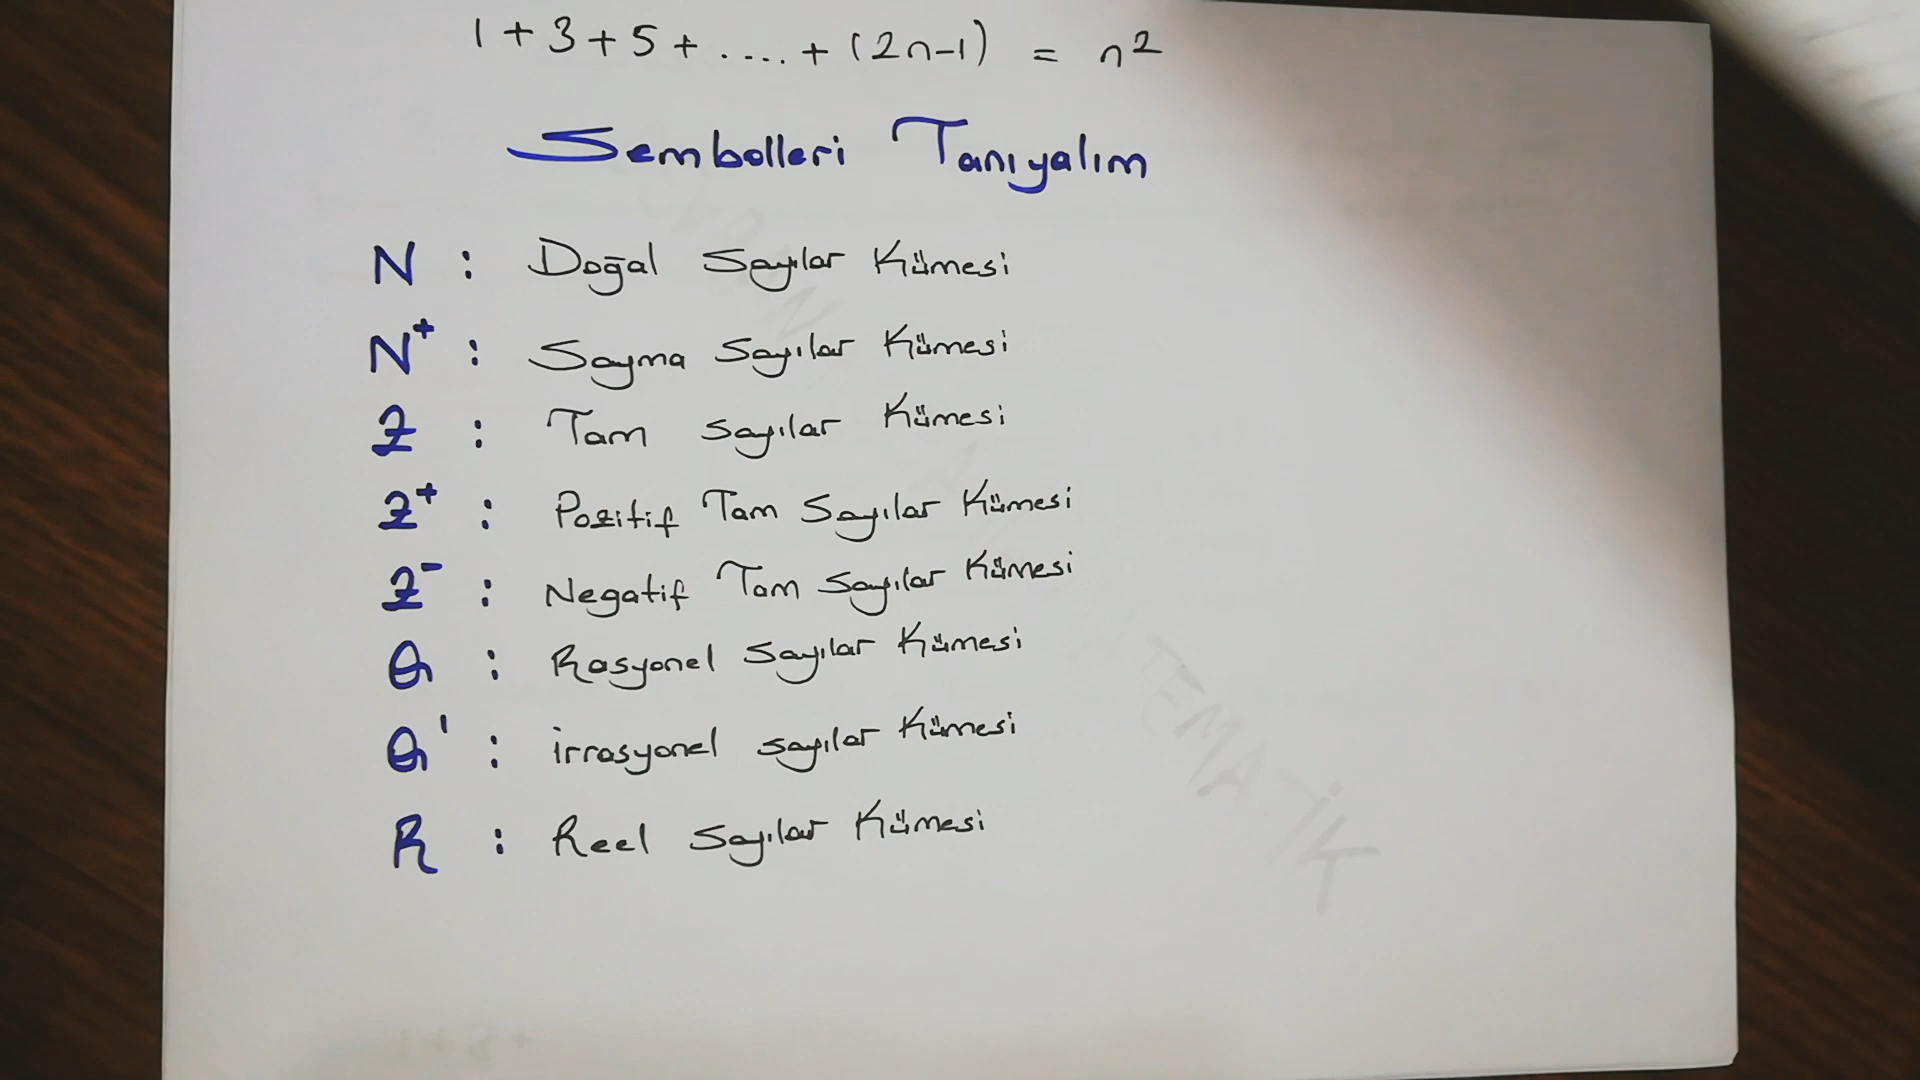 1+3+5+....+(2n-1) = n²
Sembolleri Tanıyalım
N : Doğal Sayılar Kümesi
N⁺ : Sayma Sayılar Kümesi
Z : Tam Sayılar Kümesi
Z⁺ : Pozitif Tam Sayılar Kümesi
Z⁻ : Negatif Tam Sayılar Kümesi
Q : Rasyonel Sayılar Kümesi
Q' : irrasyonel sayılar Kümesi
R : Reel Sayılar Kümesi